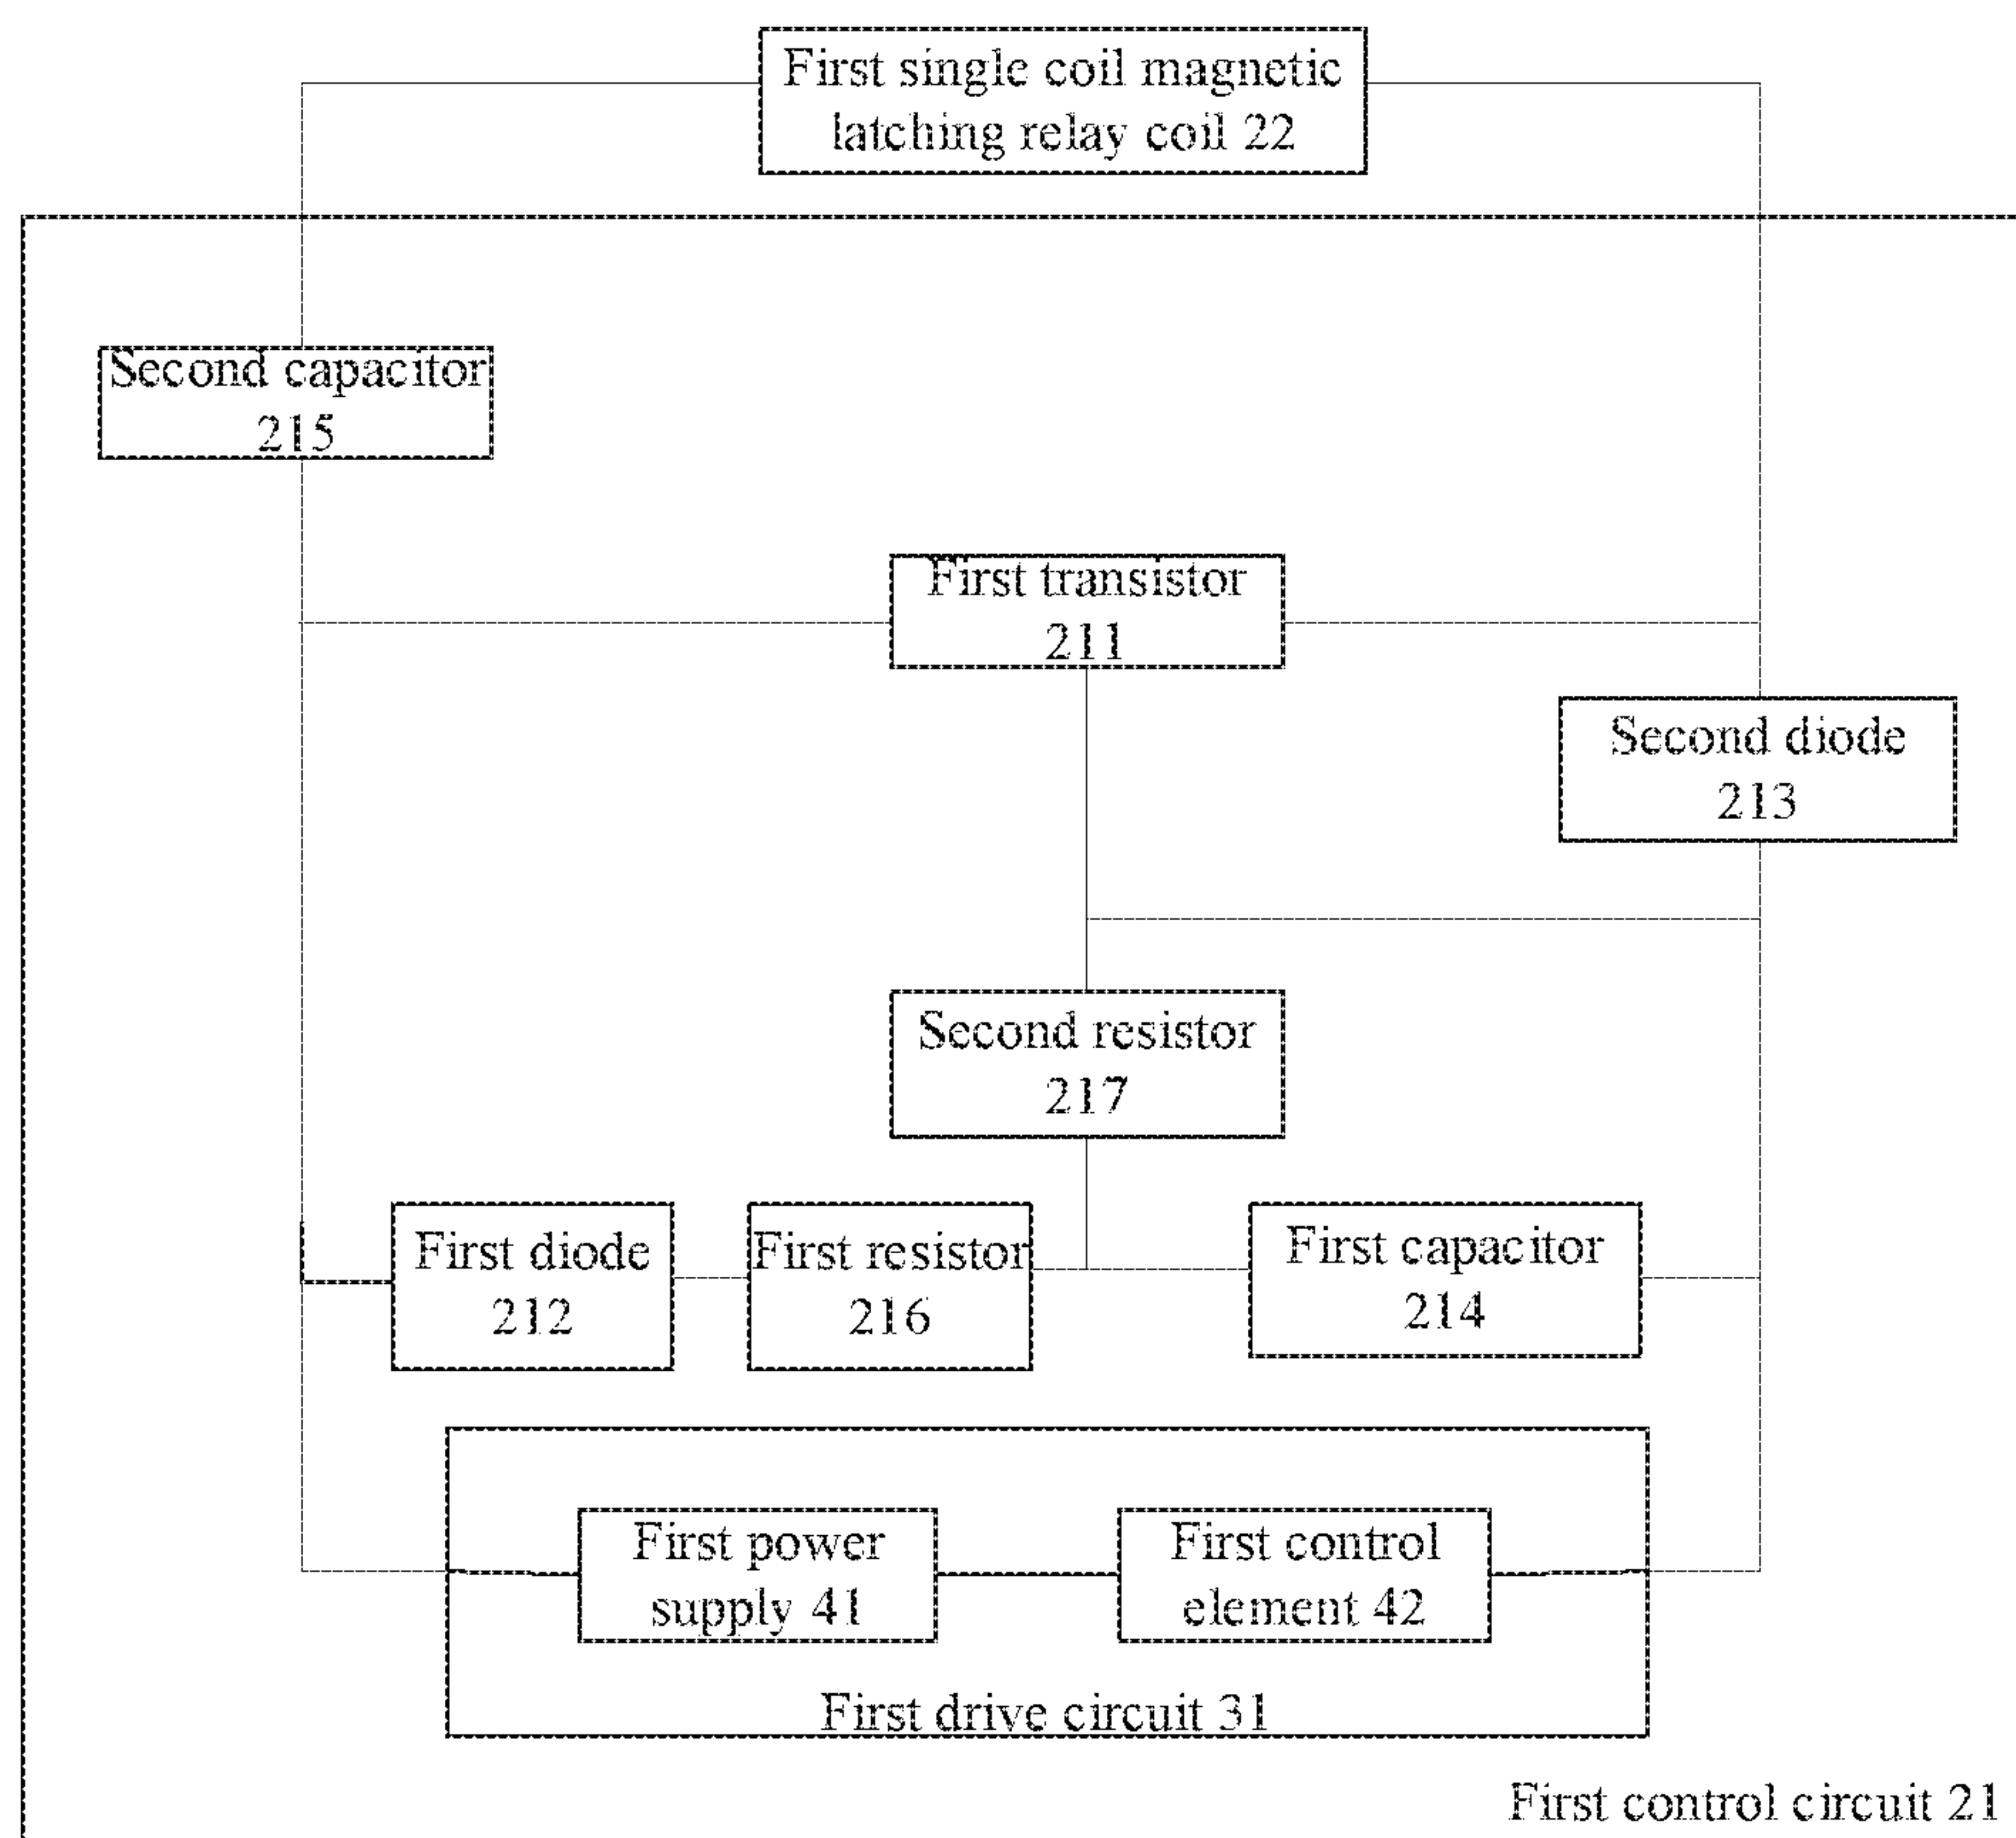 First single coil magnetic
latching relay coil 22
Second capacitor
215
First transistor
211
Second diode
213
Second resistor
217
First diode
212
First resistor
216
First capacitor
214
First power
supply 41
First control
element 42
First drive circuit 31
First control circuit 21